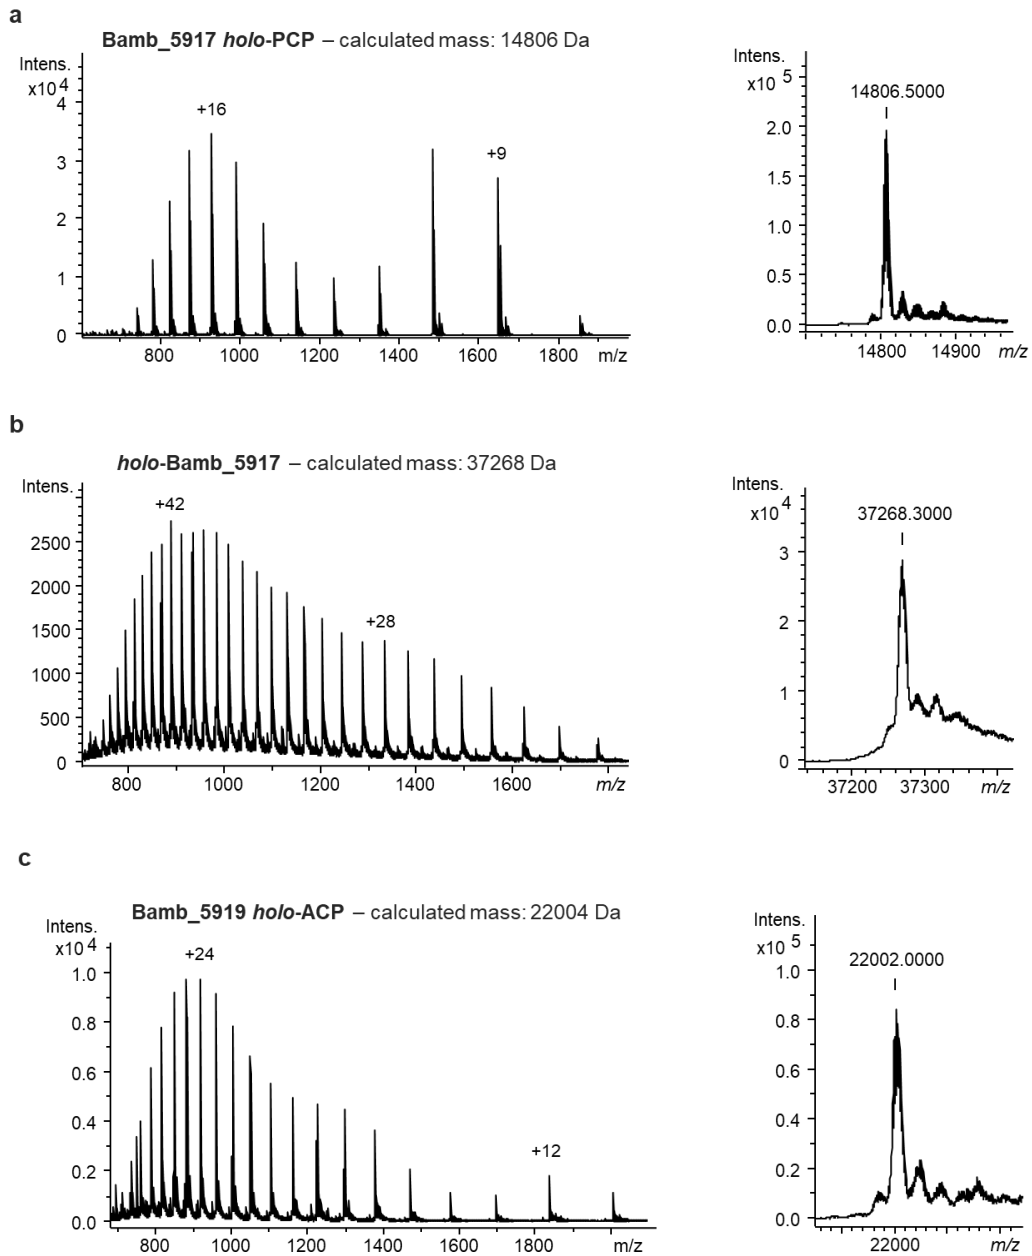 a
Bamb_5917 holo-PCP – calculated mass: 14806 Da
Intens.
x10 4
4
3
2
1
0
+16
+9
800 1000 1200 1400 1600 1800 m/z
Intens.
x10 5
14806.5000
2.0
1.5
1.0
0.5
0.0
14800 14900 m/z
b
holo-Bamb_5917 – calculated mass: 37268 Da
Intens.
+42
2500
2000
1500
1000
500
0
+28
800 1000 1200 1400 1600 m/z
Intens.
x10 4
37268.3000
3
2
1
0
37200 37300 m/z
c
Bamb_5919 holo-ACP – calculated mass: 22004 Da
Intens.
x10 4
+24
1.0
0.8
0.6
0.4
0.2
0.0
+12
800 1000 1200 1400 1600 1800 m/z
Intens.
x10 5
22002.0000
1.0
0.8
0.6
0.4
0.2
0.0
22000 m/z